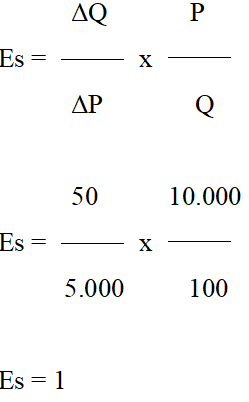 ΔQ P
Es = ——— x ———
ΔP Q
50 10.000
Es = ——— x ———
5.000 100
Es = 1